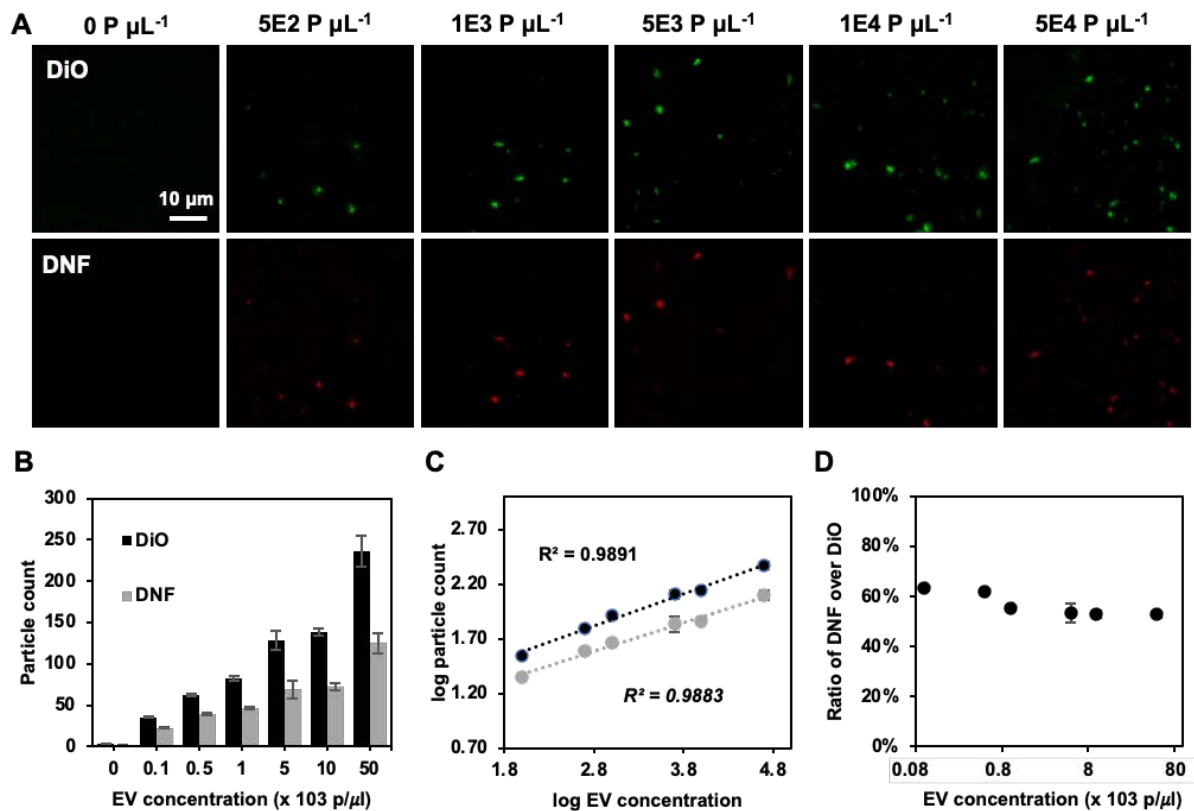 A
0 P µL⁻¹ 5E2 P µL⁻¹ 1E3 P µL⁻¹ 5E3 P µL⁻¹ 1E4 P µL⁻¹ 5E4 P µL⁻¹
DiO
10 µm
DNF
B
300
250
200
150
100
50
0
Particle count
DiO
DNF
0 0.1 0.5 1 5 10 50
EV concentration (x 103 p/µl)
C
2.70
2.20
1.70
1.20
0.70
log particle count
R² = 0.9891
R² = 0.9883
1.8 2.8 3.8 4.8
log EV concentration
D
100%
80%
60%
40%
20%
0%
Ratio of DNF over DiO
0.08 0.8 8 80
EV concentration (x 103 p/µl)